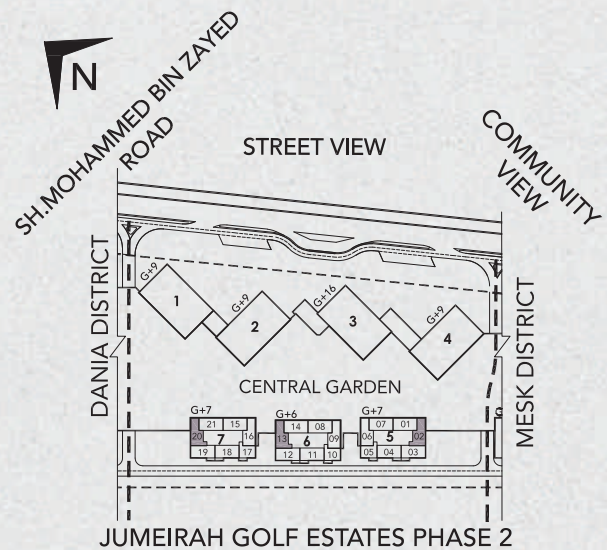 N
SH.MOHAMMED BIN ZAYED
ROAD
STREET VIEW
COMMUNITY
VIEW
DANIA DISTRICT
MESK DISTRICT
G+9
1
G+9
2
G+16
3
G+9
4
CENTRAL GARDEN
G+7
21 15
20 7 16
19 18 17
G+6
14 08
13 6 09
12 11 10
G+7
07 01
06 5 02
05 04 03
JUMEIRAH GOLF ESTATES PHASE 2